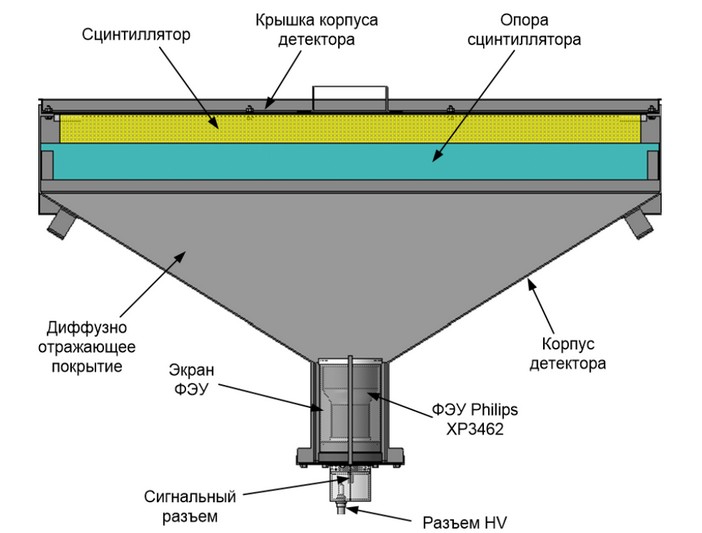 Сцинтиллятор
Крышка корпуса
детектора
Опора
сцинтиллятора
Диффузно
отражающее
покрытие
Экран
ФЭУ
ФЭУ Philips
XP3462
Корпус
детектора
Сигнальный
разъем
Разъем HV